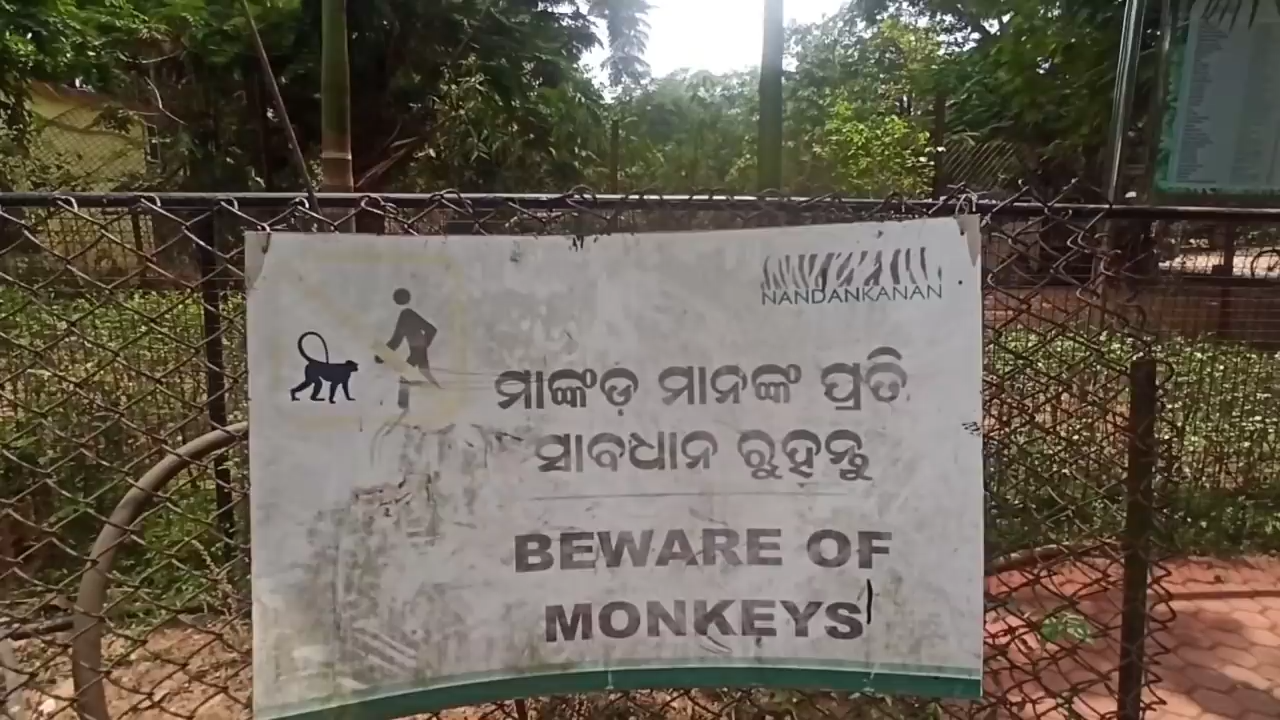 NANDANKANAN
ମାଙ୍କଡ଼ ମାନଙ୍କ ପ୍ରତି
ସାବଧାନ ରୁହନ୍ତୁ
BEWARE OF
MONKEYS